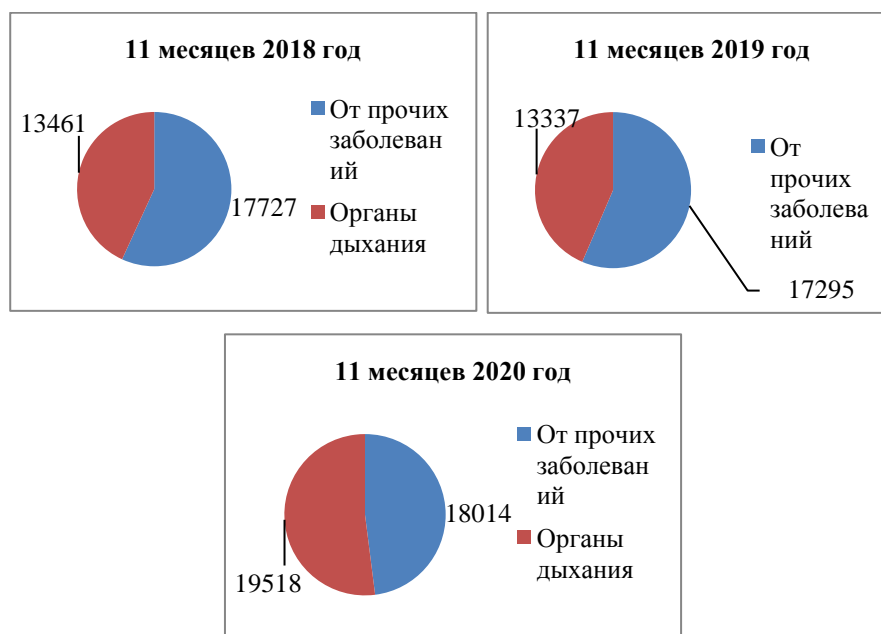 11 месяцев 2018 год
13461
17727
От прочих
заболеван
ий
Органы
дыхания
11 месяцев 2019 год
13337
17295
От
прочих
заболева
ний
11 месяцев 2020 год
19518
18014
От прочих
заболеван
ий
Органы
дыхания